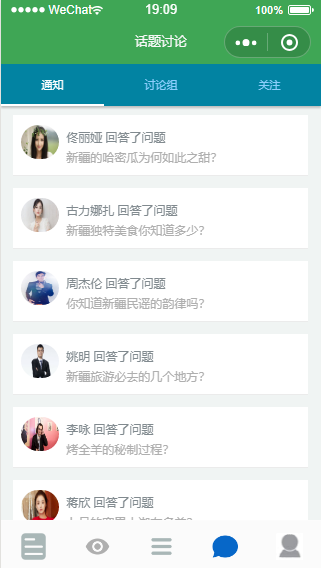 WeChat
19:09
100%
话题讨论
通知
讨论组
关注
佟丽娅 回答了问题
新疆的哈密瓜为何如此之甜?
古力娜扎 回答了问题
新疆独特美食你知道多少?
周杰伦 回答了问题
你知道新疆民谣的韵律吗?
姚明 回答了问题
新疆旅游必去的几个地方?
李咏 回答了问题
烤全羊的秘制过程?
蒋欣 回答了问题